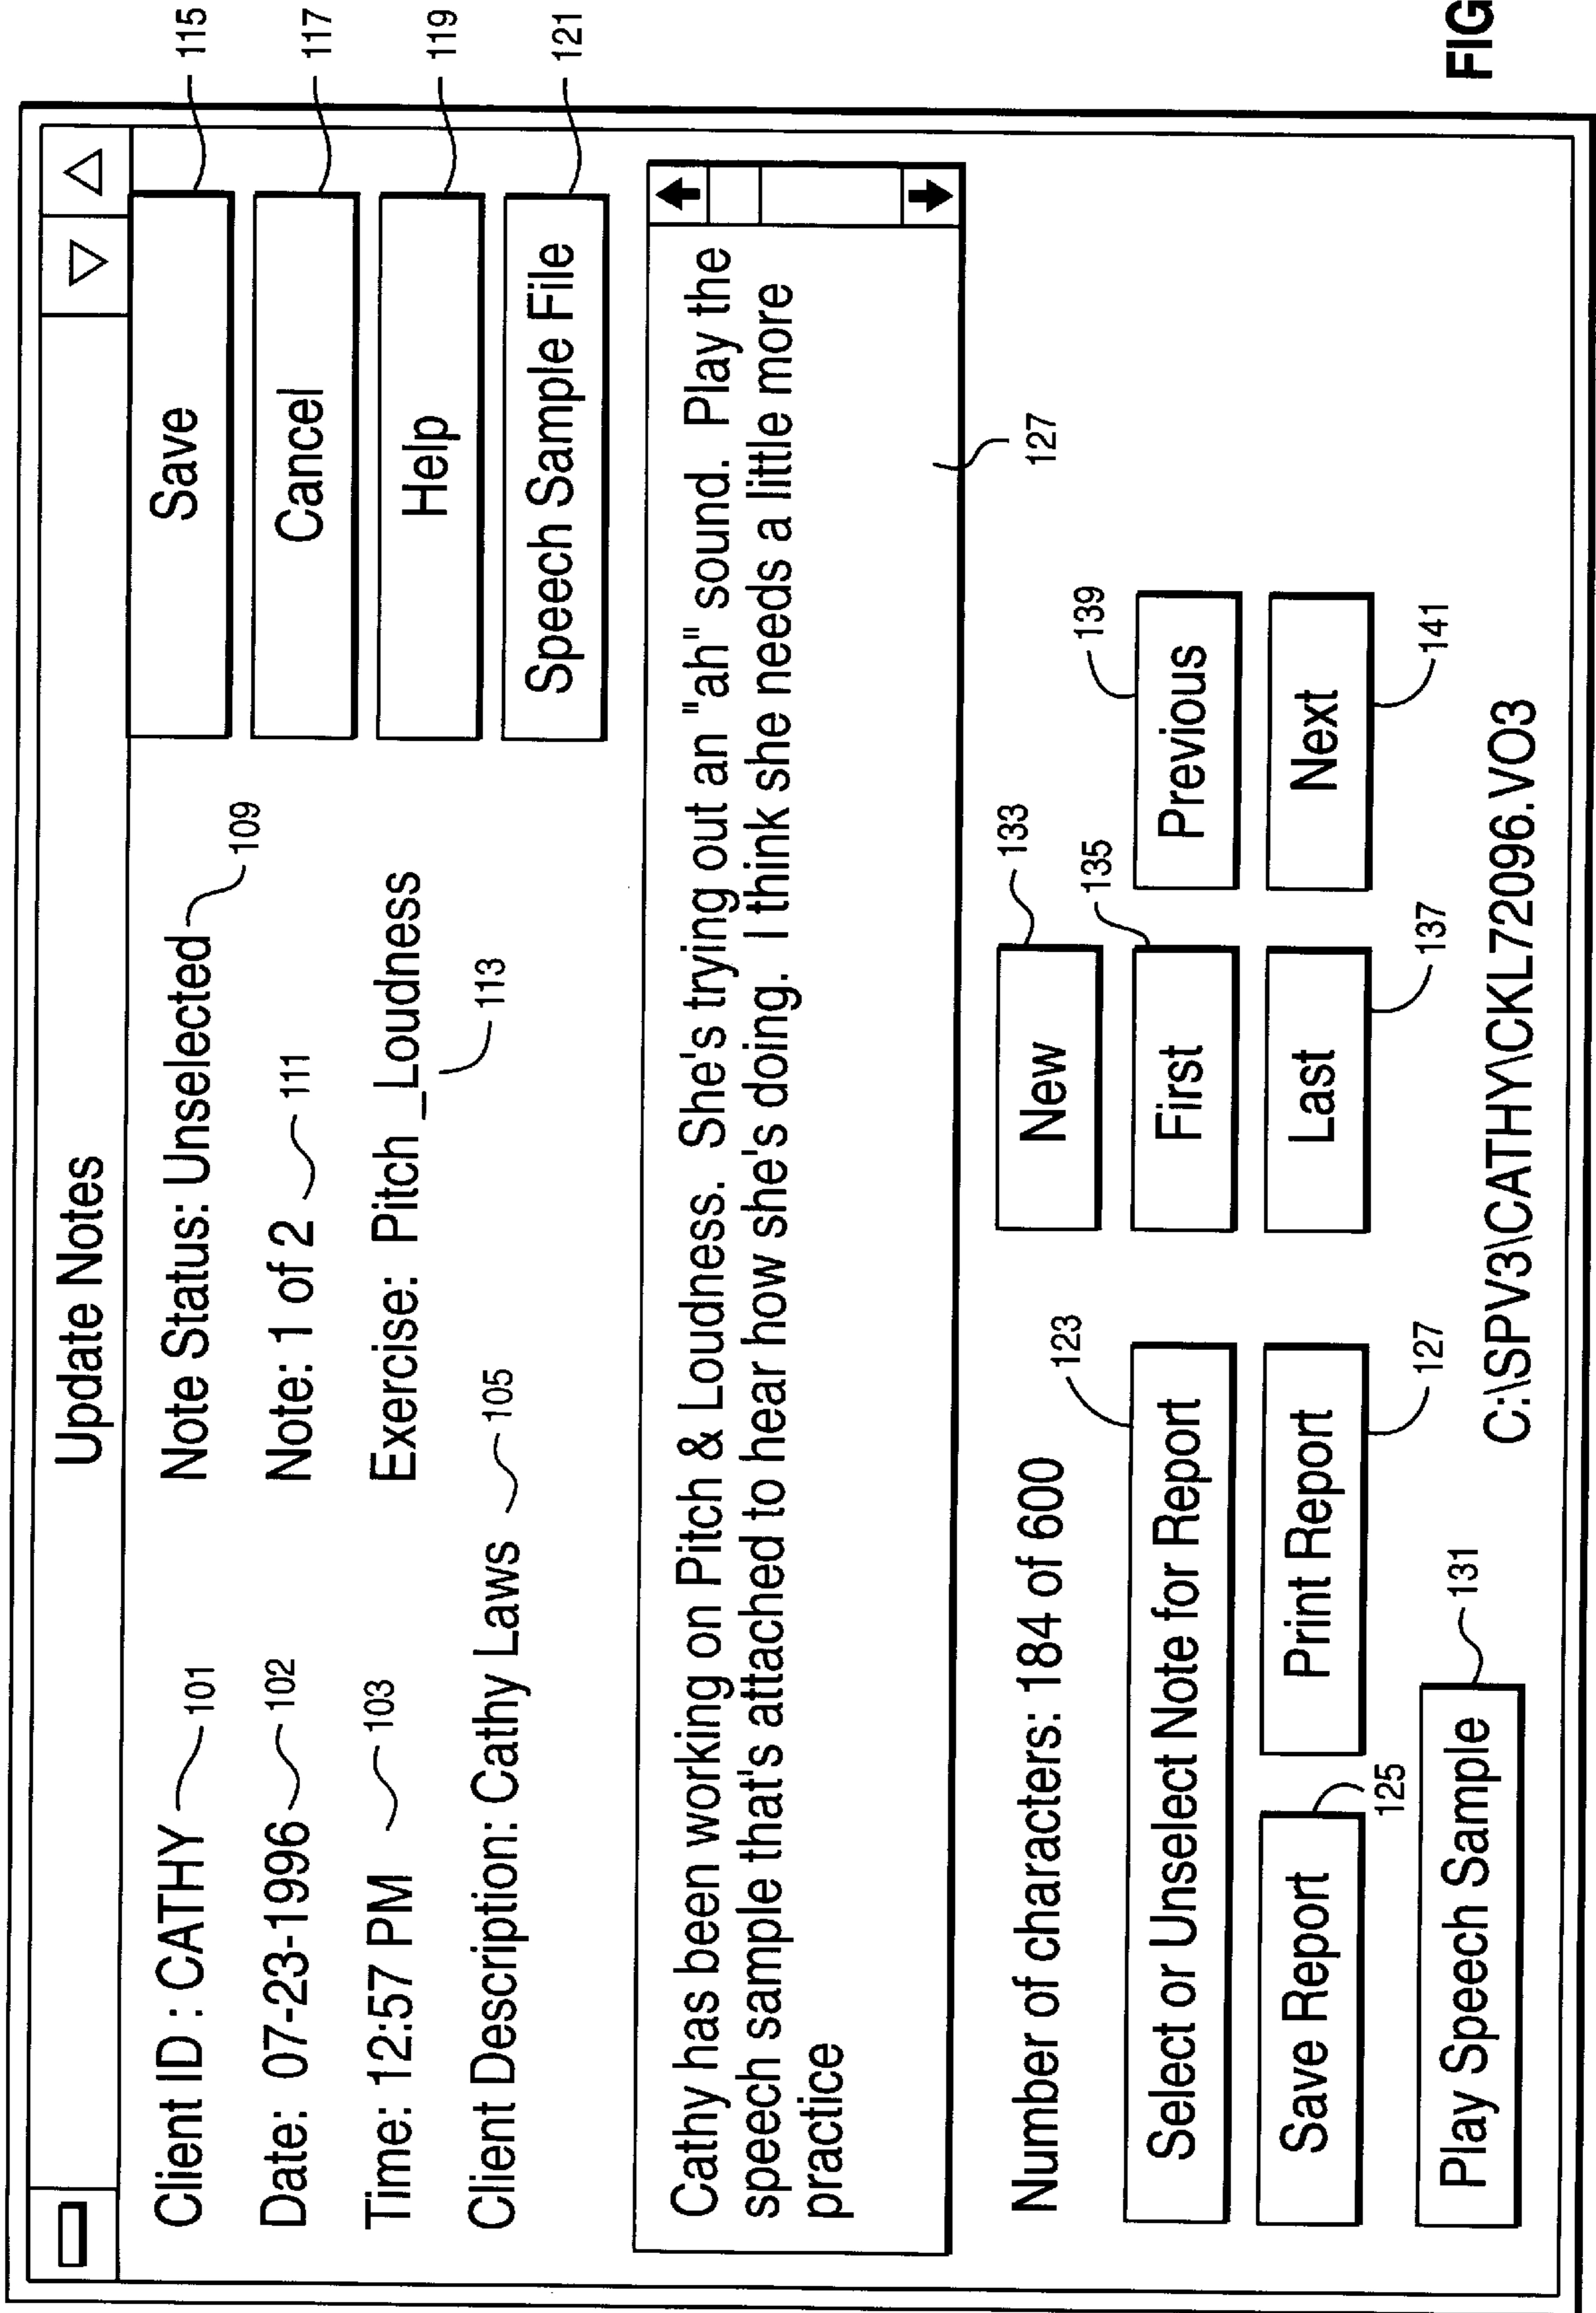 Update Notes
Client ID : CATHY 101
Note Status: Unselected 109
Save 115
Date: 07-23-1996 102
Note: 1 of 2 111
Cancel 117
Time: 12:57 PM 103
Exercise: Pitch _Loudness
113
Help 119
Client Description: Cathy Laws 105
Speech Sample File 121
Cathy has been working on Pitch & Loudness. She's trying out an "ah" sound. Play the
speech sample that's attached to hear how she's doing. I think she needs a little more
practice
127
Number of characters: 184 of 600
123
New 133
Select or Unselect Note for Report
First 135
Previous 139
Save Report 125
Print Report 127
Last 137
Next 141
Play Speech Sample 131
C:\SPV3\CATHY\CKL72096.VO3
FIG